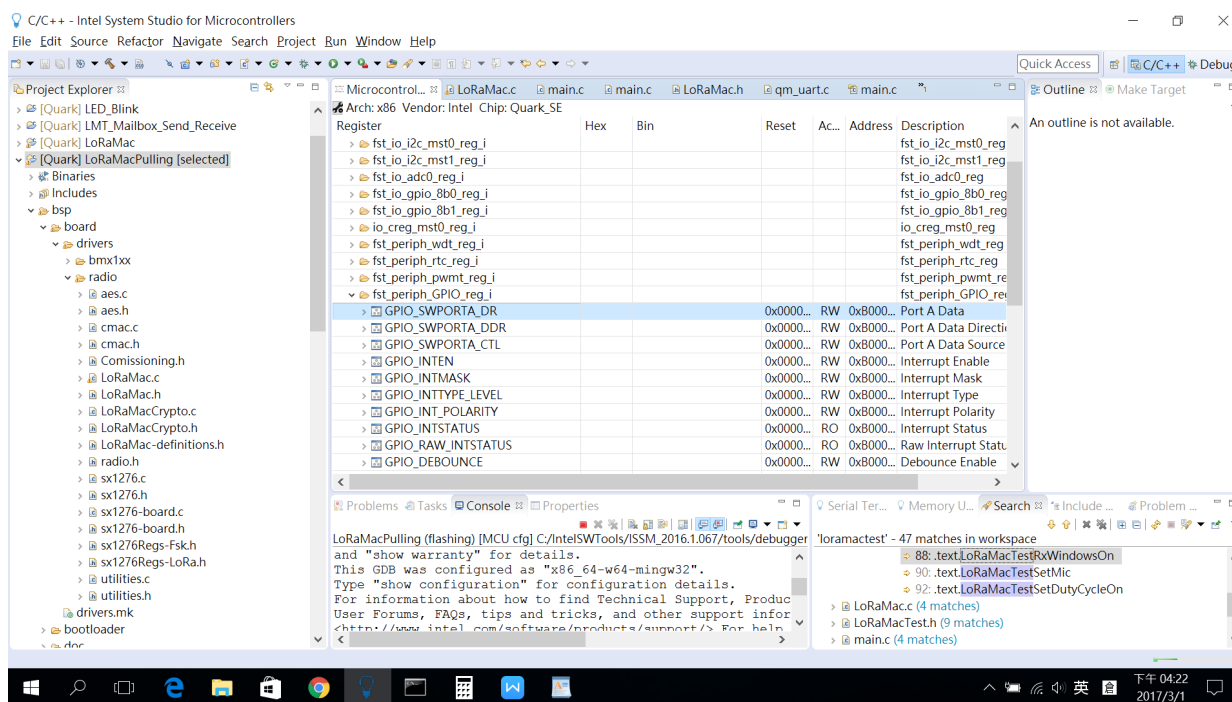 C/C++ - Intel System Studio for Microcontrollers
File Edit Source Refactor Navigate Search Project Run Window Help
Quick Access C/C++ Debug
Project Explorer
[Quark] LED_Blink
[Quark] LMT_Mailbox_Send_Receive
[Quark] LoRaMac
[Quark] LoRaMacPulling [selected]
Binaries
Includes
bsp
board
drivers
bmx1xx
radio
aes.c
aes.h
cmac.c
cmac.h
Comissioning.h
LoRaMac.c
LoRaMac.h
LoRaMacCrypto.c
LoRaMacCrypto.h
LoRaMac-definitions.h
radio.h
sx1276.c
sx1276.h
sx1276-board.c
sx1276-board.h
sx1276Regs-Fsk.h
sx1276Regs-LoRa.h
utilities.c
utilities.h
drivers.mk
bootloader
doc
Microcontrol... LoRaMac.c main.c main.c LoRaMac.h qm_uart.c main.c "1
Arch: x86 Vendor: Intel Chip: Quark_SE
Register Hex Bin Reset Ac... Address Description
fst_io_i2c_mst0_reg_i fst_io_i2c_mst0_reg
fst_io_i2c_mst1_reg_i fst_io_i2c_mst1_reg
fst_io_adc0_reg_i fst_io_adc0_reg
fst_io_gpio_8b0_reg_i fst_io_gpio_8b0_reg
fst_io_gpio_8b1_reg_i fst_io_gpio_8b1_reg
io_creg_mst0_reg_i io_creg_mst0_reg
fst_periph_wdt_reg_i fst_periph_wdt_reg
fst_periph_rtc_reg_i fst_periph_rtc_reg
fst_periph_pwmt_reg_i fst_periph_pwmt_re
fst_periph_GPIO_reg_i fst_periph_GPIO_reg
GPIO_SWPORTA_DR 0x0000... RW 0xB000... Port A Data
GPIO_SWPORTA_DDR 0x0000... RW 0xB000... Port A Data Directi
GPIO_SWPORTA_CTL 0x0000... RW 0xB000... Port A Data Source
GPIO_INTEN 0x0000... RW 0xB000... Interrupt Enable
GPIO_INTMASK 0x0000... RW 0xB000... Interrupt Mask
GPIO_INTTYPE_LEVEL 0x0000... RW 0xB000... Interrupt Type
GPIO_INT_POLARITY 0x0000... RW 0xB000... Interrupt Polarity
GPIO_INTSTATUS 0x0000... RO 0xB000... Interrupt Status
GPIO_RAW_INTSTATUS 0x0000... RO 0xB000... Raw Interrupt Statu
GPIO_DEBOUNCE 0x0000... RW 0xB000... Debounce Enable
Outline Make Target
An outline is not available.
Problems Tasks Console Properties
LoRaMacPulling (flashing) [MCU cfg] C:/IntelSWTools/ISSM_2016.1.067/tools/debugger
and "show warranty" for details.
This GDB was configured as "x86_64-w64-mingw32".
Type "show configuration" for configuration details.
For information about how to find Technical Support, Produc
User Forums, FAQs, tips and tricks, and other support infor
<http://www.intel.com/software/products/support/> For help
Serial Ter... Memory U... Search Include ... Problem ...
'loramactest' - 47 matches in workspace
88: .text.LoRaMacTestRxWindowsOn
90: .text.LoRaMacTestSetMic
92: .text.LoRaMacTestSetDutyCycleOn
LoRaMac.c (4 matches)
LoRaMacTest.h (9 matches)
main.c (4 matches)
英
下午 04:22
2017/3/1